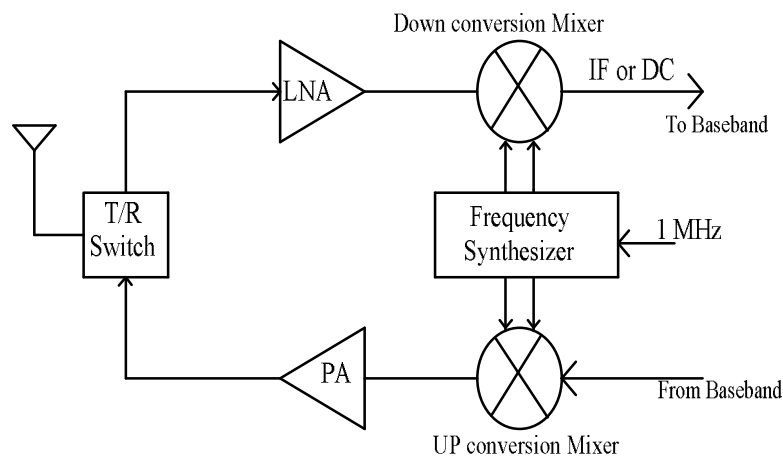 Down conversion Mixer
LNA
IF or DC
To Baseband
T/R
Switch
Frequency
Synthesizer
1 MHz
PA
From Baseband
UP conversion Mixer